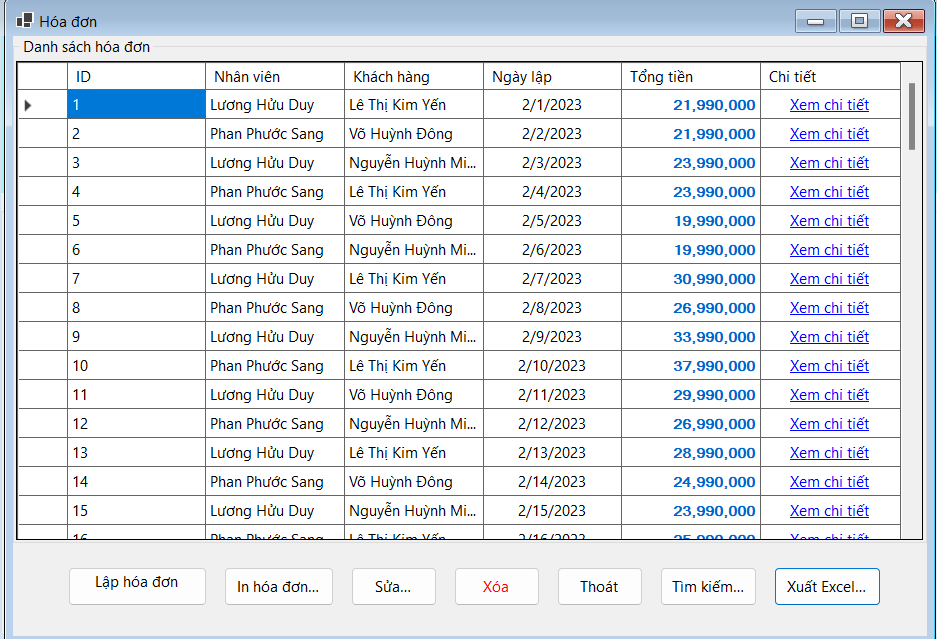 Hóa đơn
Danh sách hóa đơn
ID Nhân viên Khách hàng Ngày lập Tổng tiền Chi tiết
1 Lương Hửu Duy Lê Thị Kim Yến 2/1/2023 21,990,000 Xem chi tiết
2 Phan Phước Sang Võ Huỳnh Đông 2/2/2023 21,990,000 Xem chi tiết
3 Lương Hửu Duy Nguyễn Huỳnh Mi... 2/3/2023 23,990,000 Xem chi tiết
4 Phan Phước Sang Lê Thị Kim Yến 2/4/2023 23,990,000 Xem chi tiết
5 Lương Hửu Duy Võ Huỳnh Đông 2/5/2023 19,990,000 Xem chi tiết
6 Phan Phước Sang Nguyễn Huỳnh Mi... 2/6/2023 19,990,000 Xem chi tiết
7 Lương Hửu Duy Lê Thị Kim Yến 2/7/2023 30,990,000 Xem chi tiết
8 Phan Phước Sang Võ Huỳnh Đông 2/8/2023 26,990,000 Xem chi tiết
9 Lương Hửu Duy Nguyễn Huỳnh Mi... 2/9/2023 33,990,000 Xem chi tiết
10 Phan Phước Sang Lê Thị Kim Yến 2/10/2023 37,990,000 Xem chi tiết
11 Lương Hửu Duy Võ Huỳnh Đông 2/11/2023 29,990,000 Xem chi tiết
12 Phan Phước Sang Nguyễn Huỳnh Mi... 2/12/2023 26,990,000 Xem chi tiết
13 Lương Hửu Duy Lê Thị Kim Yến 2/13/2023 28,990,000 Xem chi tiết
14 Phan Phước Sang Võ Huỳnh Đông 2/14/2023 24,990,000 Xem chi tiết
15 Lương Hửu Duy Nguyễn Huỳnh Mi... 2/15/2023 23,990,000 Xem chi tiết
16 Phan Phước Sang Lê Thị Kim Yến 2/16/2023 25,990,000 Xem chi tiết
Lập hóa đơn In hóa đơn... Sửa... Xóa Thoát Tìm kiếm... Xuất Excel...